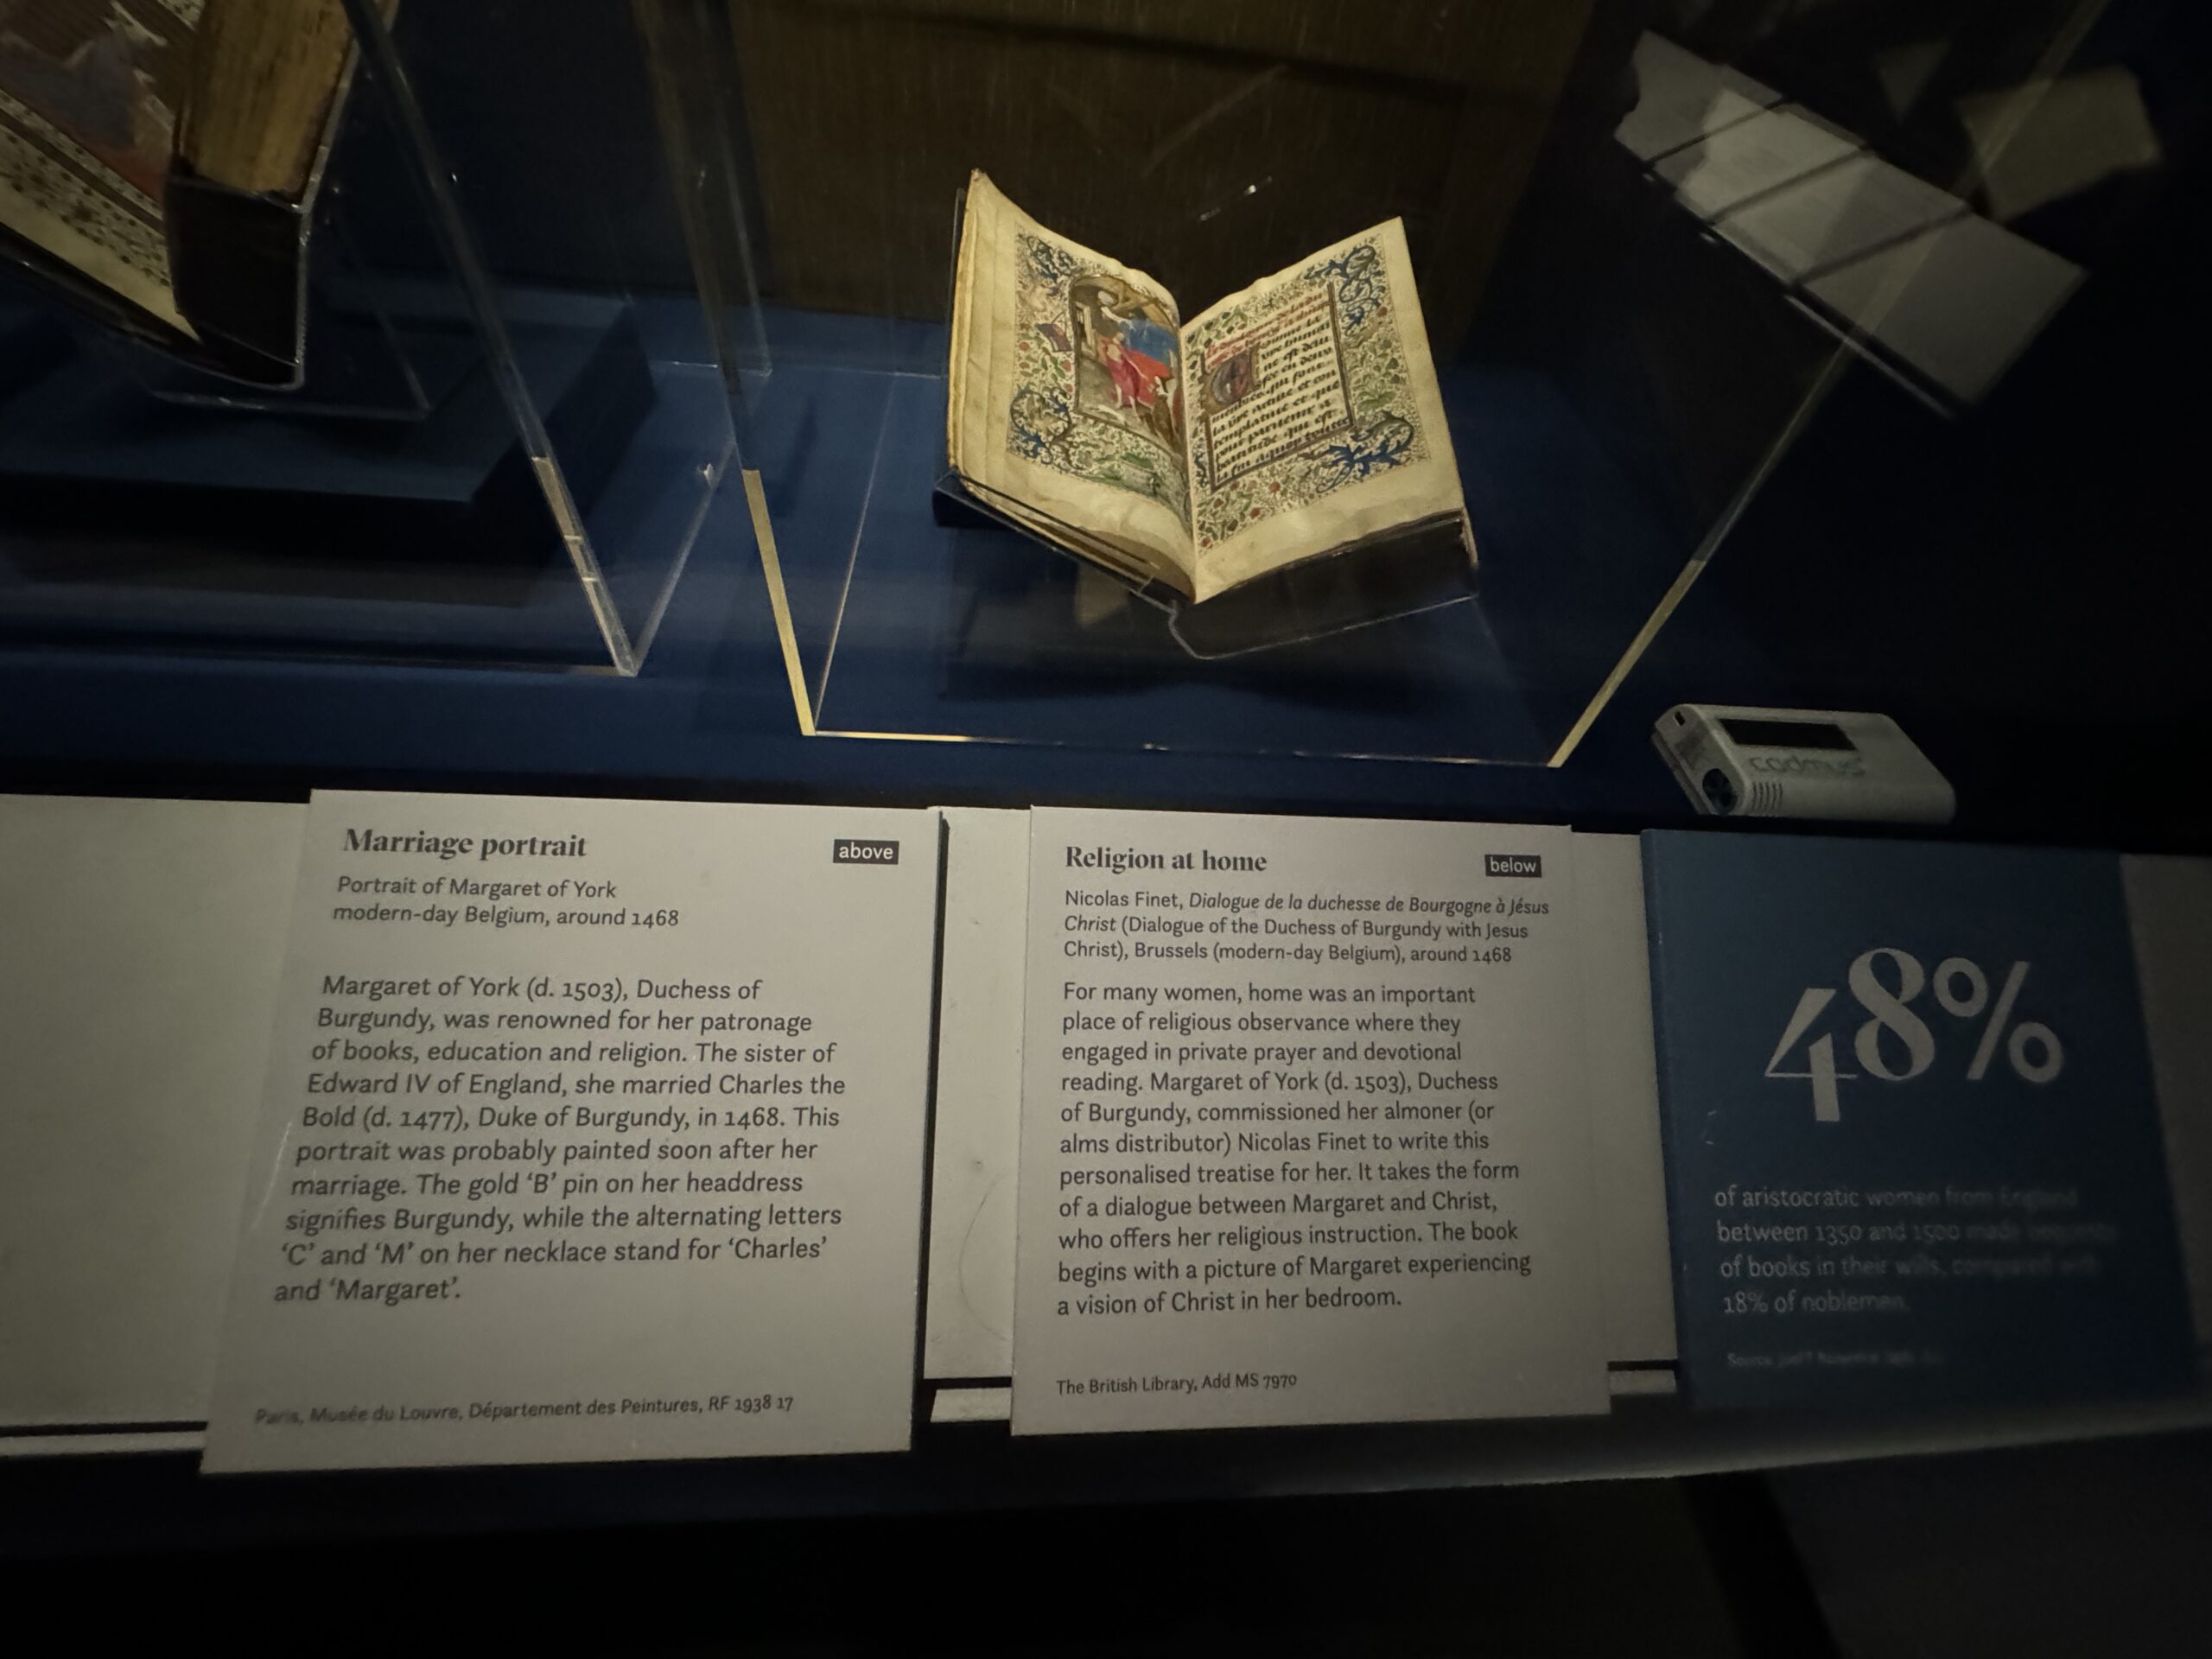 Marriage portrait
above
Portrait of Margaret of York
modern-day Belgium, around 1468
Margaret of York (d. 1503), Duchess of
Burgundy, was renowned for her patronage
of books, education and religion. The sister of
Edward IV of England, she married Charles the
Bold (d. 1477), Duke of Burgundy, in 1468. This
portrait was probably painted soon after her
marriage. The gold ‘B’ pin on her headdress
signifies Burgundy, while the alternating letters
‘C’ and ‘M’ on her necklace stand for ‘Charles’
and ‘Margaret’.
Paris, Musée du Louvre, Département des Peintures, RF 1938 17
Religion at home
below
Nicolas Finet, Dialogue de la duchesse de Bourgogne à Jésus
Christ (Dialogue of the Duchess of Burgundy with Jesus
Christ), Brussels (modern-day Belgium), around 1468
For many women, home was an important
place of religious observance where they
engaged in private prayer and devotional
reading. Margaret of York (d. 1503), Duchess
of Burgundy, commissioned her almoner (or
alms distributor) Nicolas Finet to write this
personalised treatise for her. It takes the form
of a dialogue between Margaret and Christ,
who offers her religious instruction. The book
begins with a picture of Margaret experiencing
a vision of Christ in her bedroom.
The British Library, Add MS 7970
cadmus
48%
of aristocratic women from England
between 1350 and 1500 made
of books in their wills, compared with
18% of noblemen.
Source: